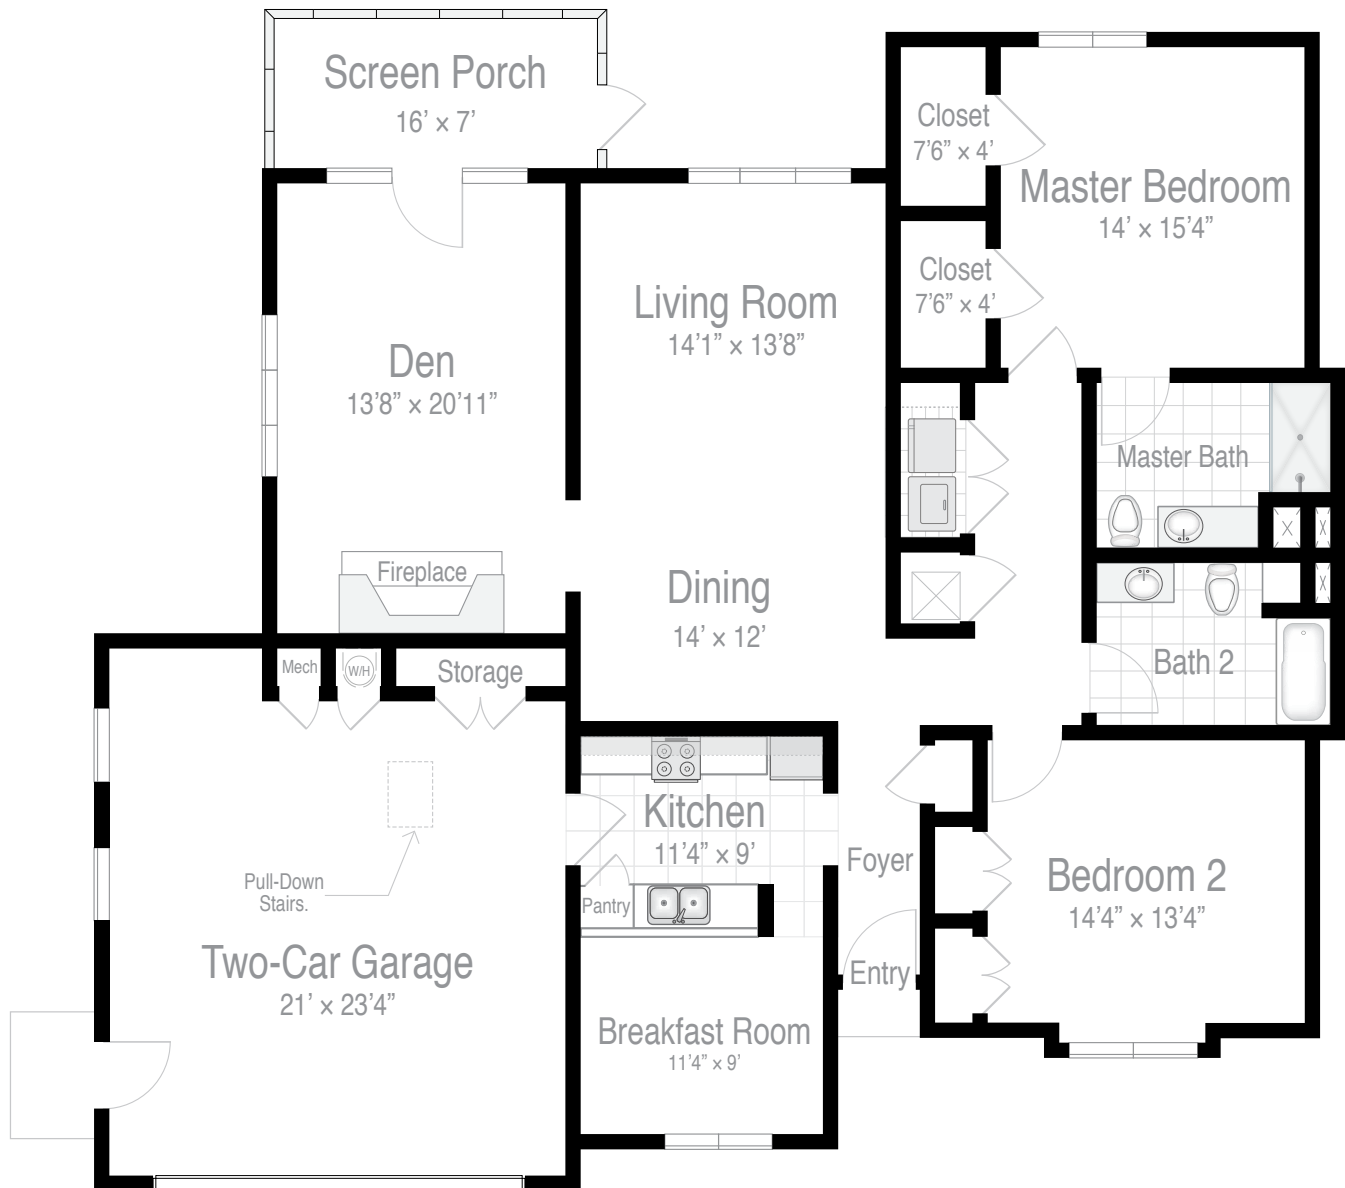 Screen Porch
16’ × 7’
Closet
7’6” × 4’
Master Bedroom
14’ × 15’4”
Closet
7’6” × 4’
Living Room
14’1” × 13’8”
Den
13’8” × 20’11”
Master Bath
Fireplace
Dining
14’ × 12’
Bath 2
Mech
W/H
Storage
Kitchen
11’4” × 9’
Foyer
Bedroom 2
14’4” × 13’4”
Pull-Down
Stairs.
Pantry
Two-Car Garage
21’ × 23’4”
Entry
Breakfast Room
11’4” × 9’